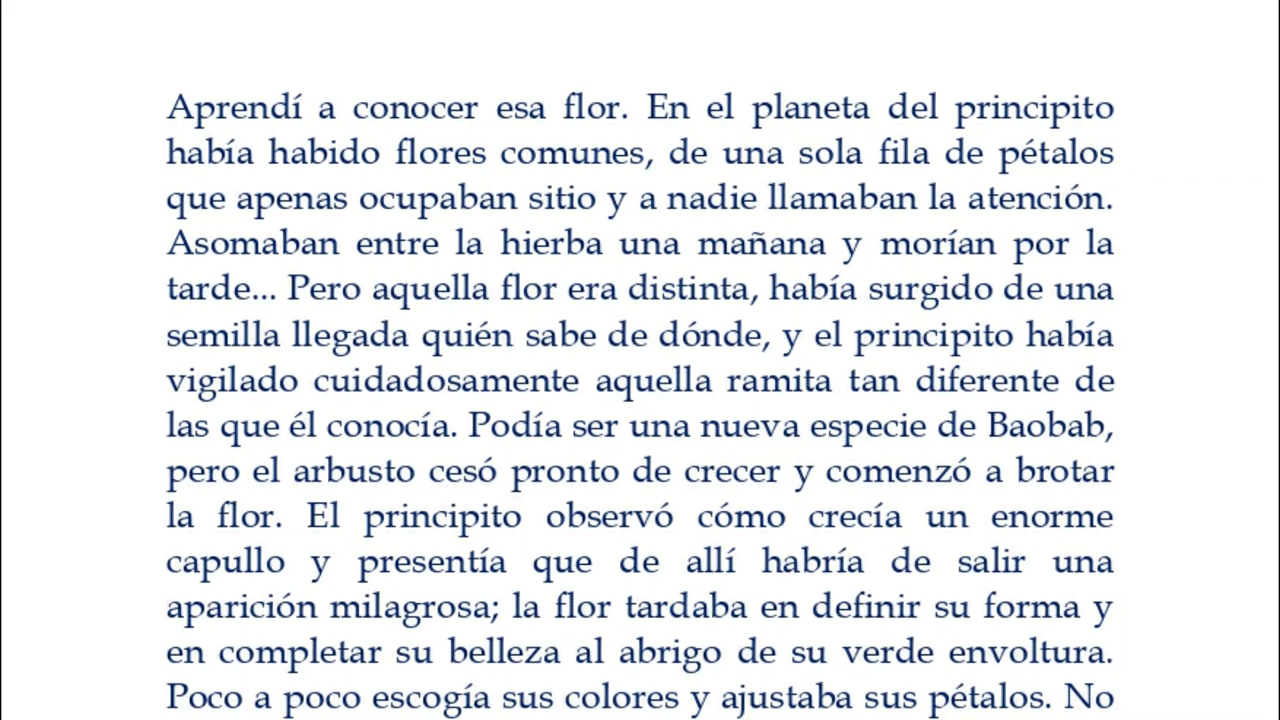 Aprendí a conocer esa flor. En el planeta del principito
había habido flores comunes, de una sola fila de pétalos
que apenas ocupaban sitio y a nadie llamaban la atención.
Asomaban entre la hierba una mañana y morían por la
tarde... Pero aquella flor era distinta, había surgido de una
semilla llegada quién sabe de dónde, y el principito había
vigilado cuidadosamente aquella ramita tan diferente de
las que él conocía. Podía ser una nueva especie de Baobab,
pero el arbusto cesó pronto de crecer y comenzó a brotar
la flor. El principito observó cómo crecía un enorme
capullo y presentía que de allí habría de salir una
aparición milagrosa; la flor tardaba en definir su forma y
en completar su belleza al abrigo de su verde envoltura.
Poco a poco escogía sus colores y ajustaba sus pétalos. No